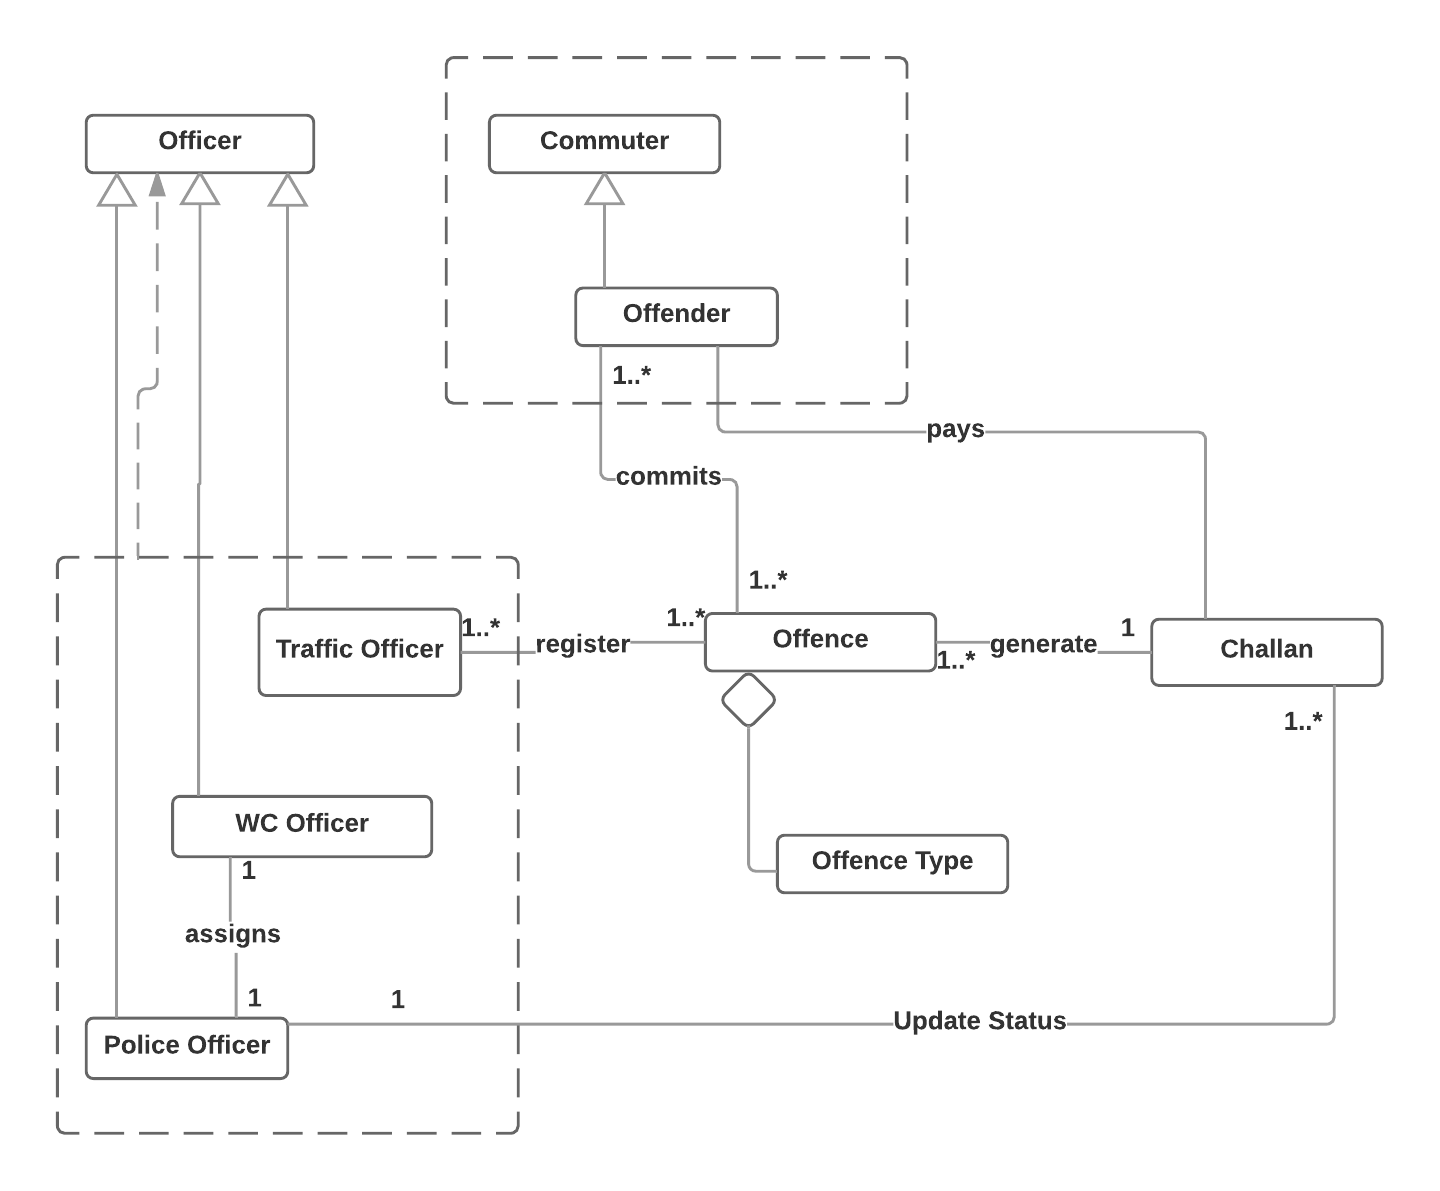 Officer
Commuter
Offender
1..*
pays
commits
1..*
Traffic Officer
1..*
register
1..*
Offence
1..*
generate
1
Challan
1..*
WC Officer
1
Offence Type
assigns
1
1
Police Officer
Update Status